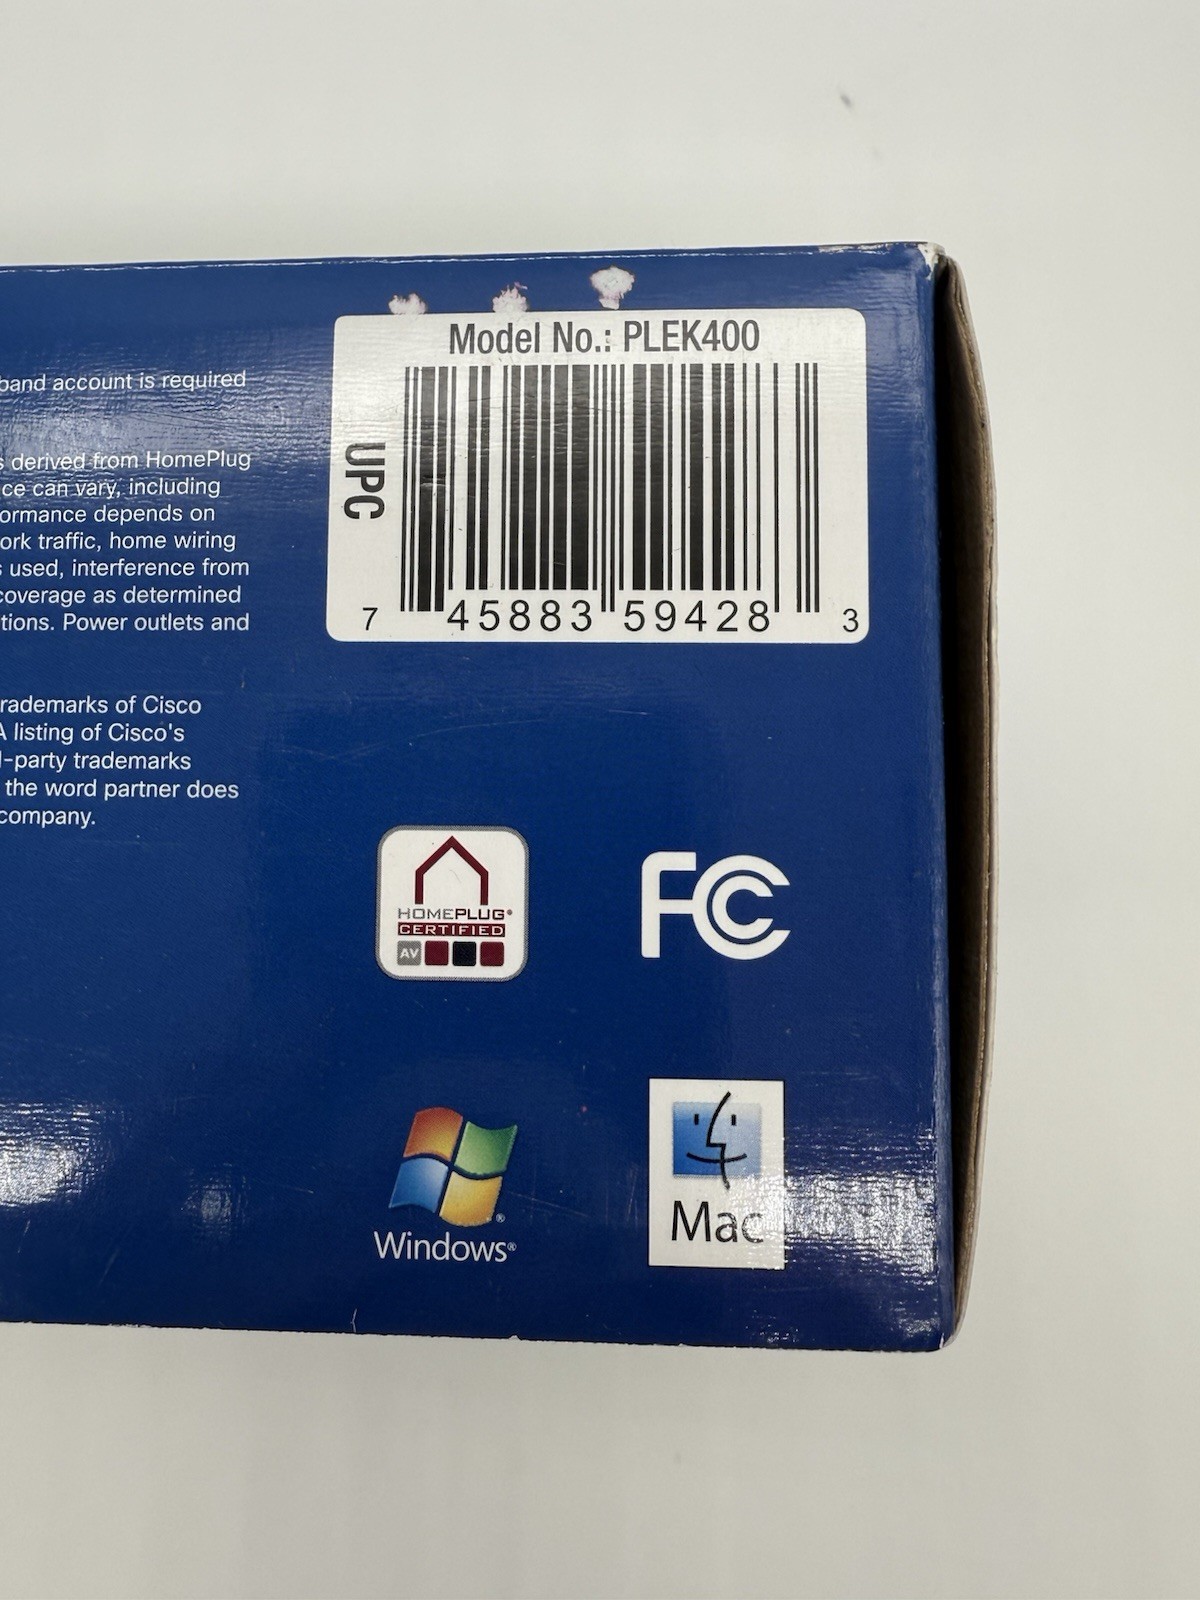 band account is required
derived from HomePlug
ce can vary, including
ormance depends on
ork traffic, home wiring
used, interference from
coverage as determined
tions. Power outlets and
rademarks of Cisco
A listing of Cisco's
-party trademarks
the word partner does
company.
Model No.: PLEK400
UPC
7 45883 59428 3
HOMEPLUG®
CERTIFIED
AV
FC
Windows®
Mac